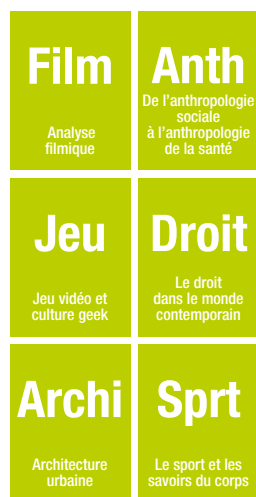 Film
Analyse
filmique
Anth
De l'anthropologie
sociale
à l'anthropologie
de la santé
Jeu
Jeu vidéo et
culture geek
Droit
Le droit
dans le monde
contemporain
Archi
Architecture
urbaine
Sprt
Le sport et les
savoirs du corps